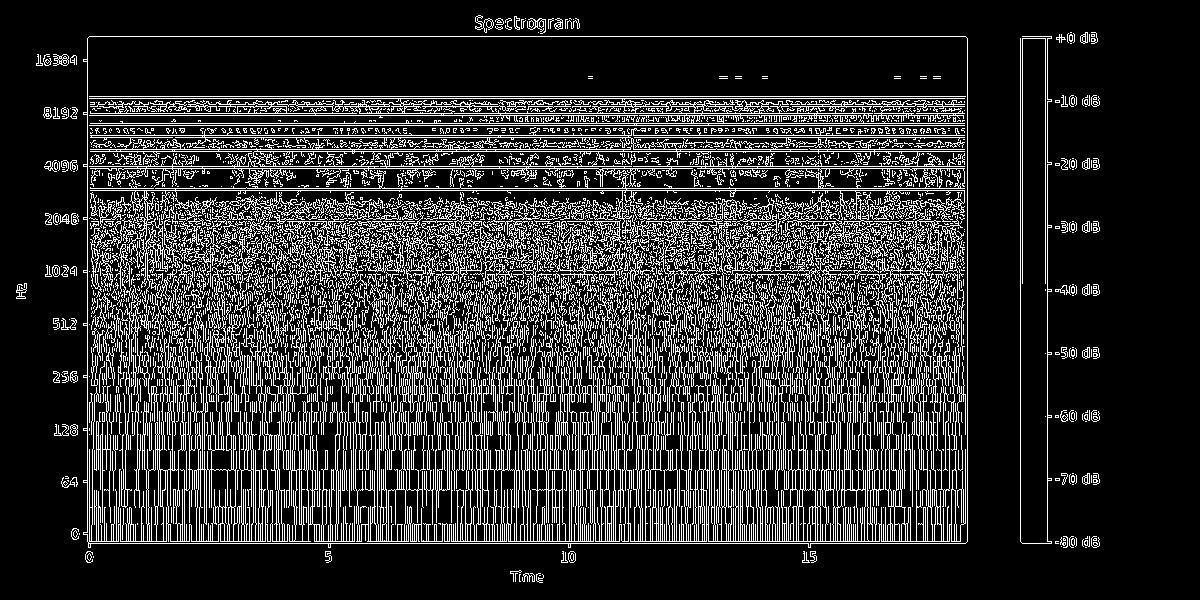 Spectrogram
16384
8192
4096
2048
1024
512
256
128
64
0
Hz
0 5 10 15
Time
+0 dB
-10 dB
-20 dB
-30 dB
-40 dB
-50 dB
-60 dB
-70 dB
-80 dB